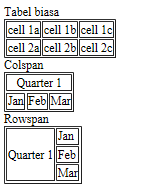 Tabel biasa
cell 1a cell 1b cell 1c
cell 2a cell 2b cell 2c
Colspan
Quarter 1
Jan Feb Mar
Rowspan
Quarter 1
Jan
Feb
Mar